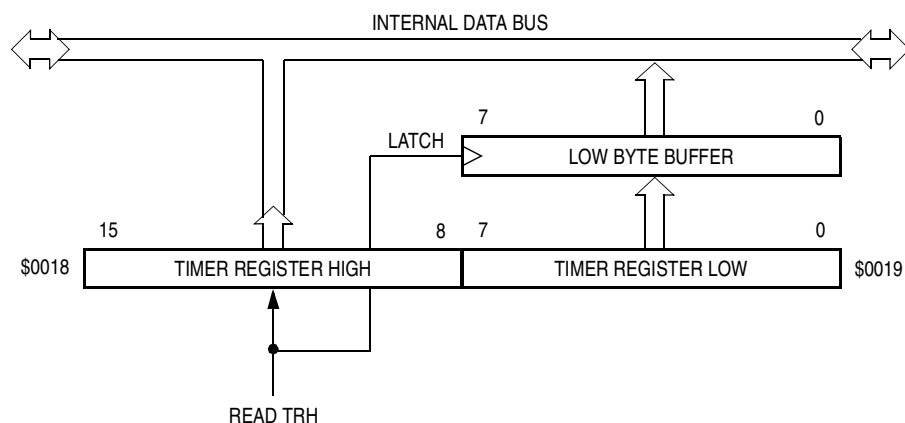 INTERNAL DATA BUS
7 0
LATCH
LOW BYTE BUFFER
15 8 7 0
$0018 TIMER REGISTER HIGH TIMER REGISTER LOW $0019
READ TRH